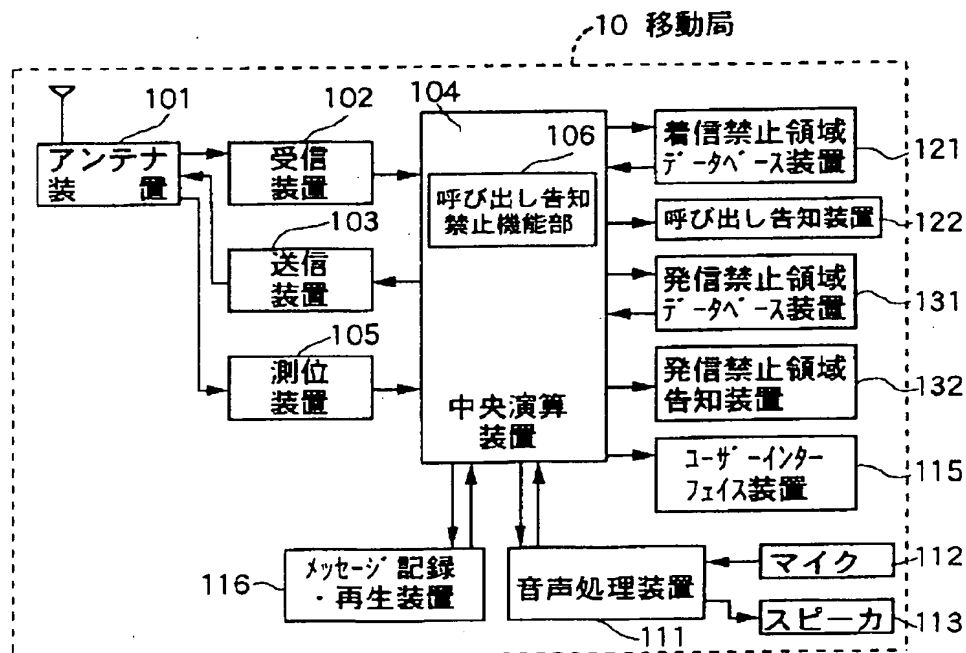 10 移動局
101
アンテナ装置
102
受信
装置
103
送信
装置
105
測位
装置
104
106
呼び出し告知
禁止機能部
中央演算
装置
着信禁止領域
ﾃﾞｰﾀﾍﾞｰｽ装置
121
呼び出し告知装置
122
発信禁止領域
ﾃﾞｰﾀﾍﾞｰｽ装置
131
発信禁止領域
告知装置
132
ﾕｰｻﾞｰｲﾝﾀｰ
ﾌｪｲｽ装置
115
116
ﾒｯｾｰｼﾞ記録
・再生装置
音声処理装置
111
マイク
112
スピーカ
113